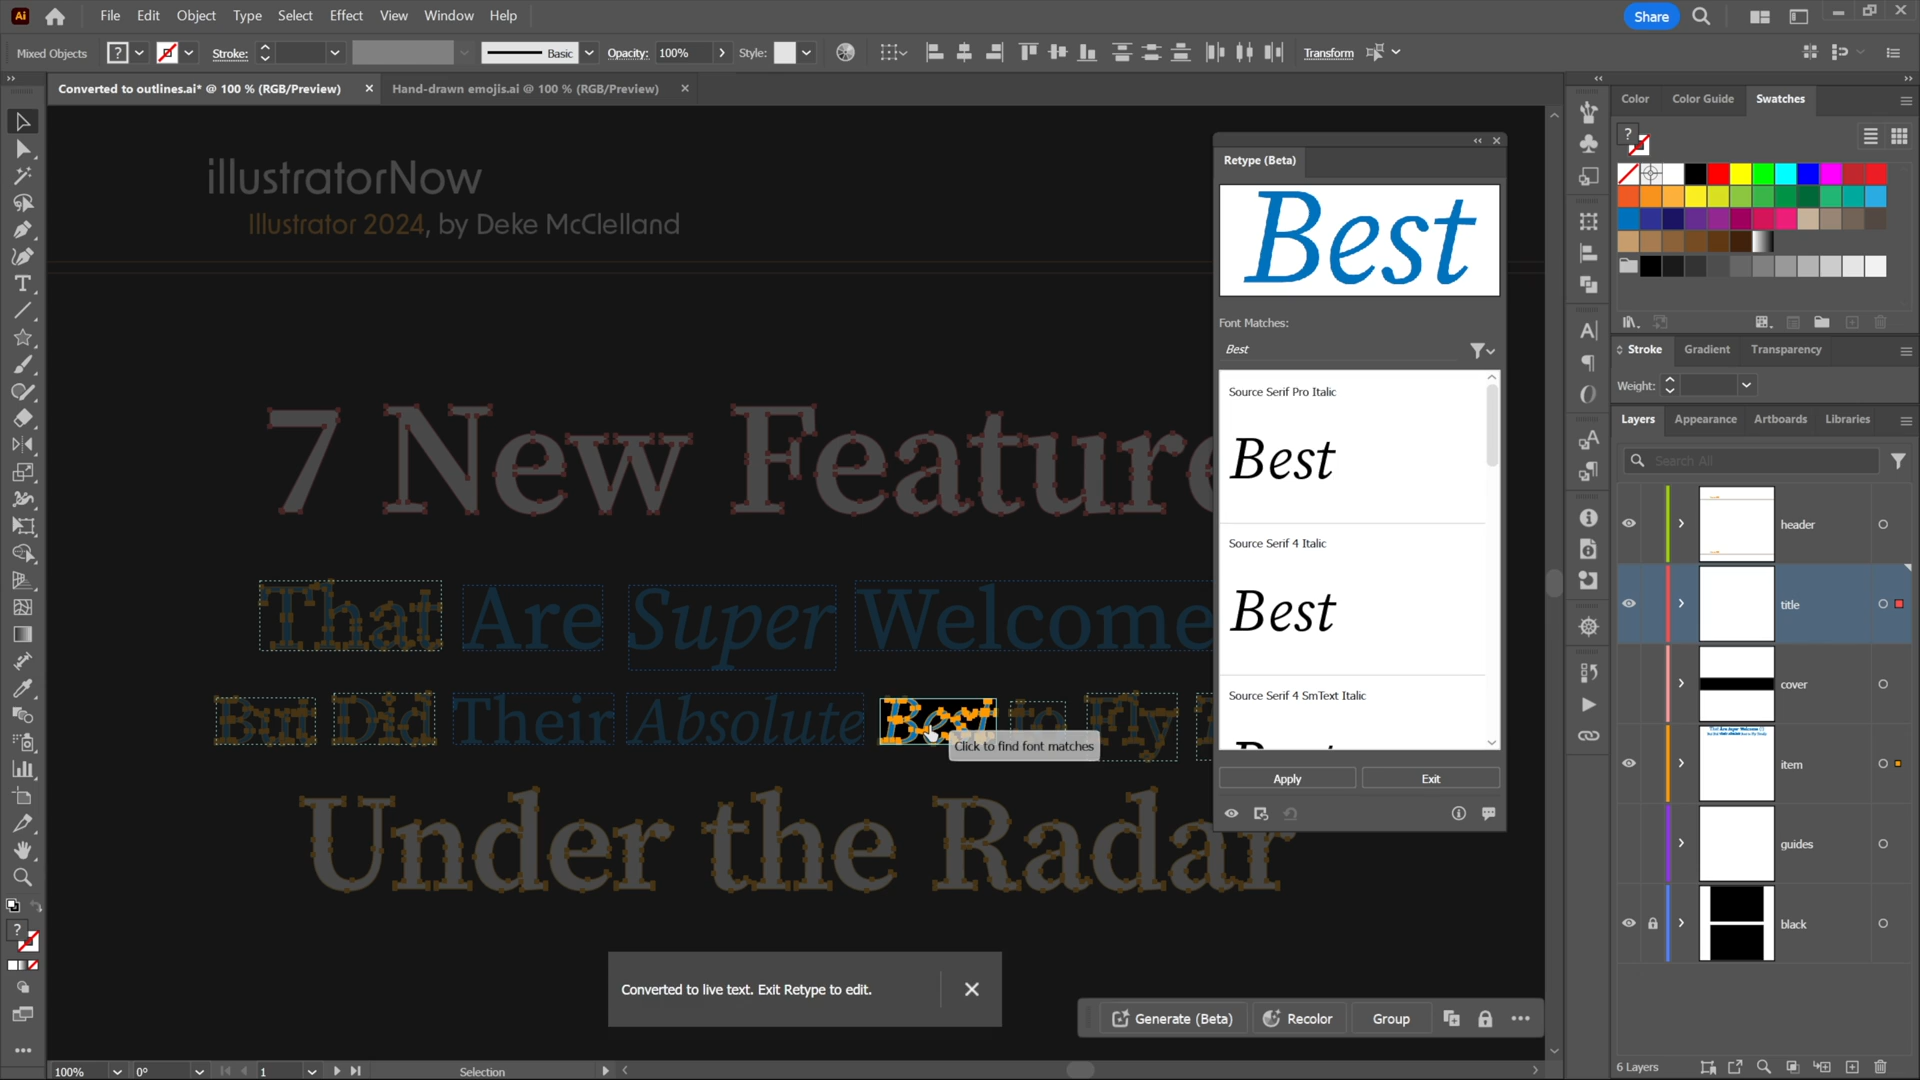 Ai File Edit Object Type Select Effect View Window Help Share
Mixed Objects ? Stroke: Basic Opacity: 100% Style: Transform
Converted to outlines.ai* @ 100 % (RGB/Preview) Hand-drawn emojis.ai @ 100 % (RGB/Preview)
illustratorNow
Illustrator 2024, by Deke McClelland
7 New Feature
That Are Super Welcome
But Did Their Absolute Best to Fly
Click to find font matches
Under the Radar
Converted to live text. Exit Retype to edit.
Generate (Beta) Recolor Group
100% 0° 1 Selection
Retype (Beta)
Best
Font Matches:
Best
Source Serif Pro Italic
Best
Source Serif 4 Italic
Best
Source Serif 4 SmText Italic
Apply Exit
Color Color Guide Swatches
?
Stroke Gradient Transparency
Weight:
Layers Appearance Artboards Libraries
Search All
header
title
cover
item
guides
black
6 Layers